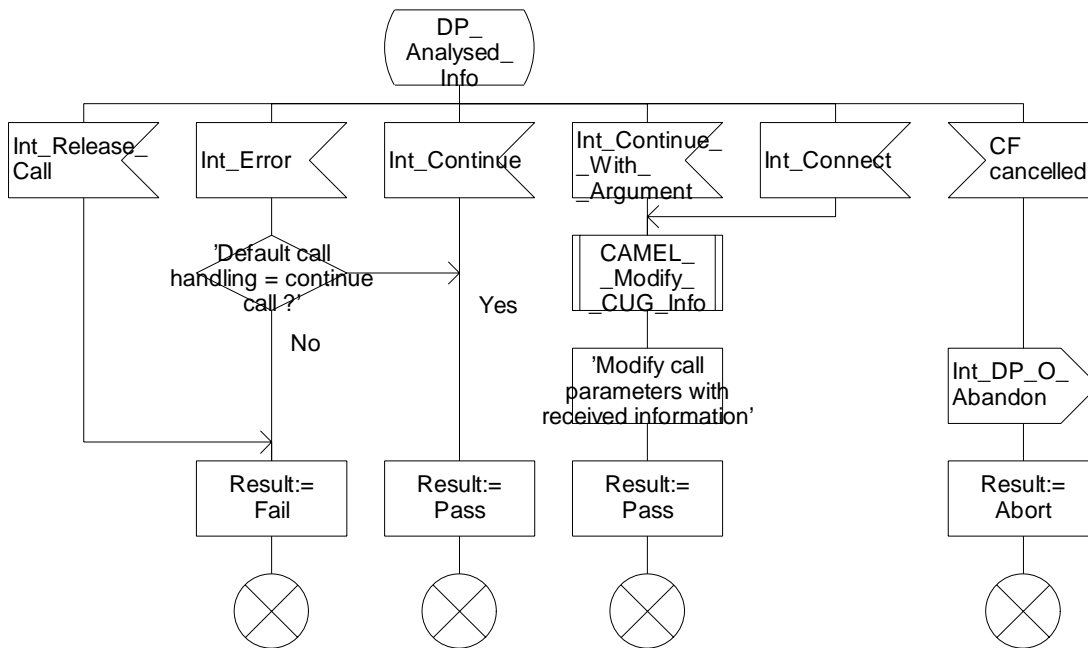 DP_
Analysed_
Info
Int_Release_
Call
Int_Error
Int_Continue
Int_Continue_
_With_
_Argument
Int_Connect
CF
cancelled
’Default call
handling = continue
call ?’
Yes
No
CAMEL_
_Modify_
_CUG_Info
’Modify call
parameters with
received information’
Int_DP_O_
Abandon
Result:=
Fail
Result:=
Pass
Result:=
Pass
Result:=
Abort